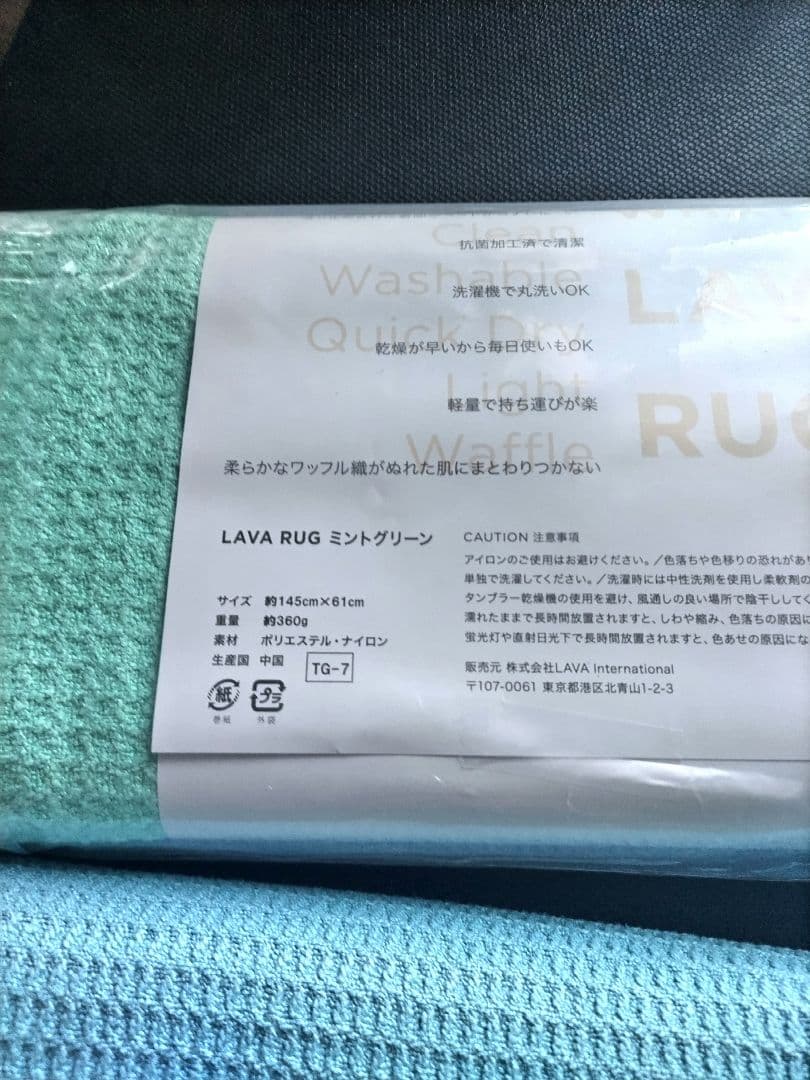 Clean
抗菌加工済で清潔
Washable
洗濯機で丸洗いOK
Quick Dry
乾燥が早いから毎日使いもOK
Light
軽量で持ち運びが楽
Waffle
柔らかなワッフル織がぬれた肌にまとわりつかない
LAVA RUG ミントグリーン
サイズ 約145cm×61cm
重量 約360g
素材 ポリエステル・ナイロン
生産国 中国 TG-7
紙 プラ
巻紙 外袋
CAUTION 注意事項
アイロンのご使用はお避けください。/色落ちや色移りの恐れがあ
単独で洗濯してください。/洗濯時には中性洗剤を使用し柔軟剤の
タンブラー乾燥機の使用を避け、風通しの良い場所で陰干ししてく
濡れたままで長時間放置されますと、しわや縮み、色落ちの原因に
蛍光灯や直射日光下で長時間放置されますと、色あせの原因にな
販売元 株式会社LAVA International
〒107-0061 東京都港区北青山1-2-3
LAV
RUG